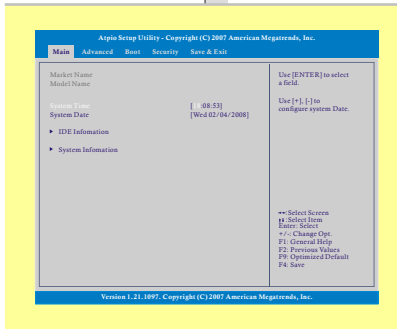 Atpio Setup Utility - Copyright (C) 2007 American Megatrends, Inc.
Main Advanced Boot Security Save & Exit
Market Name
Model Name
System Time [ :08:53]
System Date [Wed 02/04/2008]
IDE Infomation
System Infomation
Use [ENTER] to select
a field.
Use [+], [-] to
configure system Date.
↔:Select Screen
↕:Select Item
Enter: Select
+/-: Change Opt.
F1: General Help
F2: Previous Values
F9: Optimized Default
F4: Save
Version 1.21.1097. Copyright (C) 2007 American Megatrends, Inc.